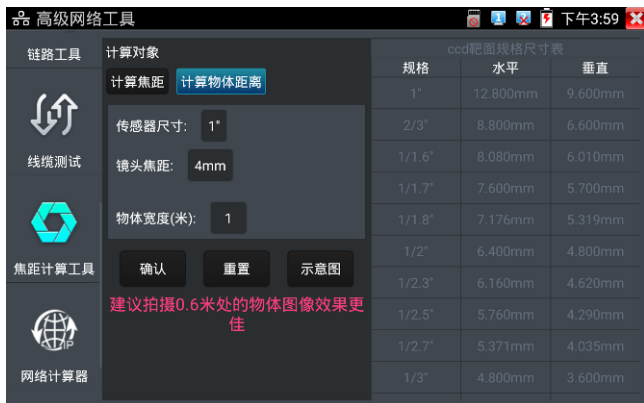 高级网络工具
下午3:59
链路工具
线缆测试
焦距计算工具
IP
网络计算器
计算对象
计算焦距 计算物体距离
传感器尺寸: 1"
镜头焦距: 4mm
物体宽度(米): 1
确认 重置 示意图
建议拍摄0.6米处的物体图像效果更
佳
ccd靶面规格尺寸表
规格 水平 垂直
1" 12.800mm 9.600mm
2/3" 8.800mm 6.600mm
1/1.6" 8.080mm 6.010mm
1/1.7" 7.600mm 5.700mm
1/1.8" 7.176mm 5.319mm
1/2" 6.400mm 4.800mm
1/2.3" 6.160mm 4.620mm
1/2.5" 5.760mm 4.290mm
1/2.7" 5.371mm 4.035mm
1/3" 4.800mm 3.600mm